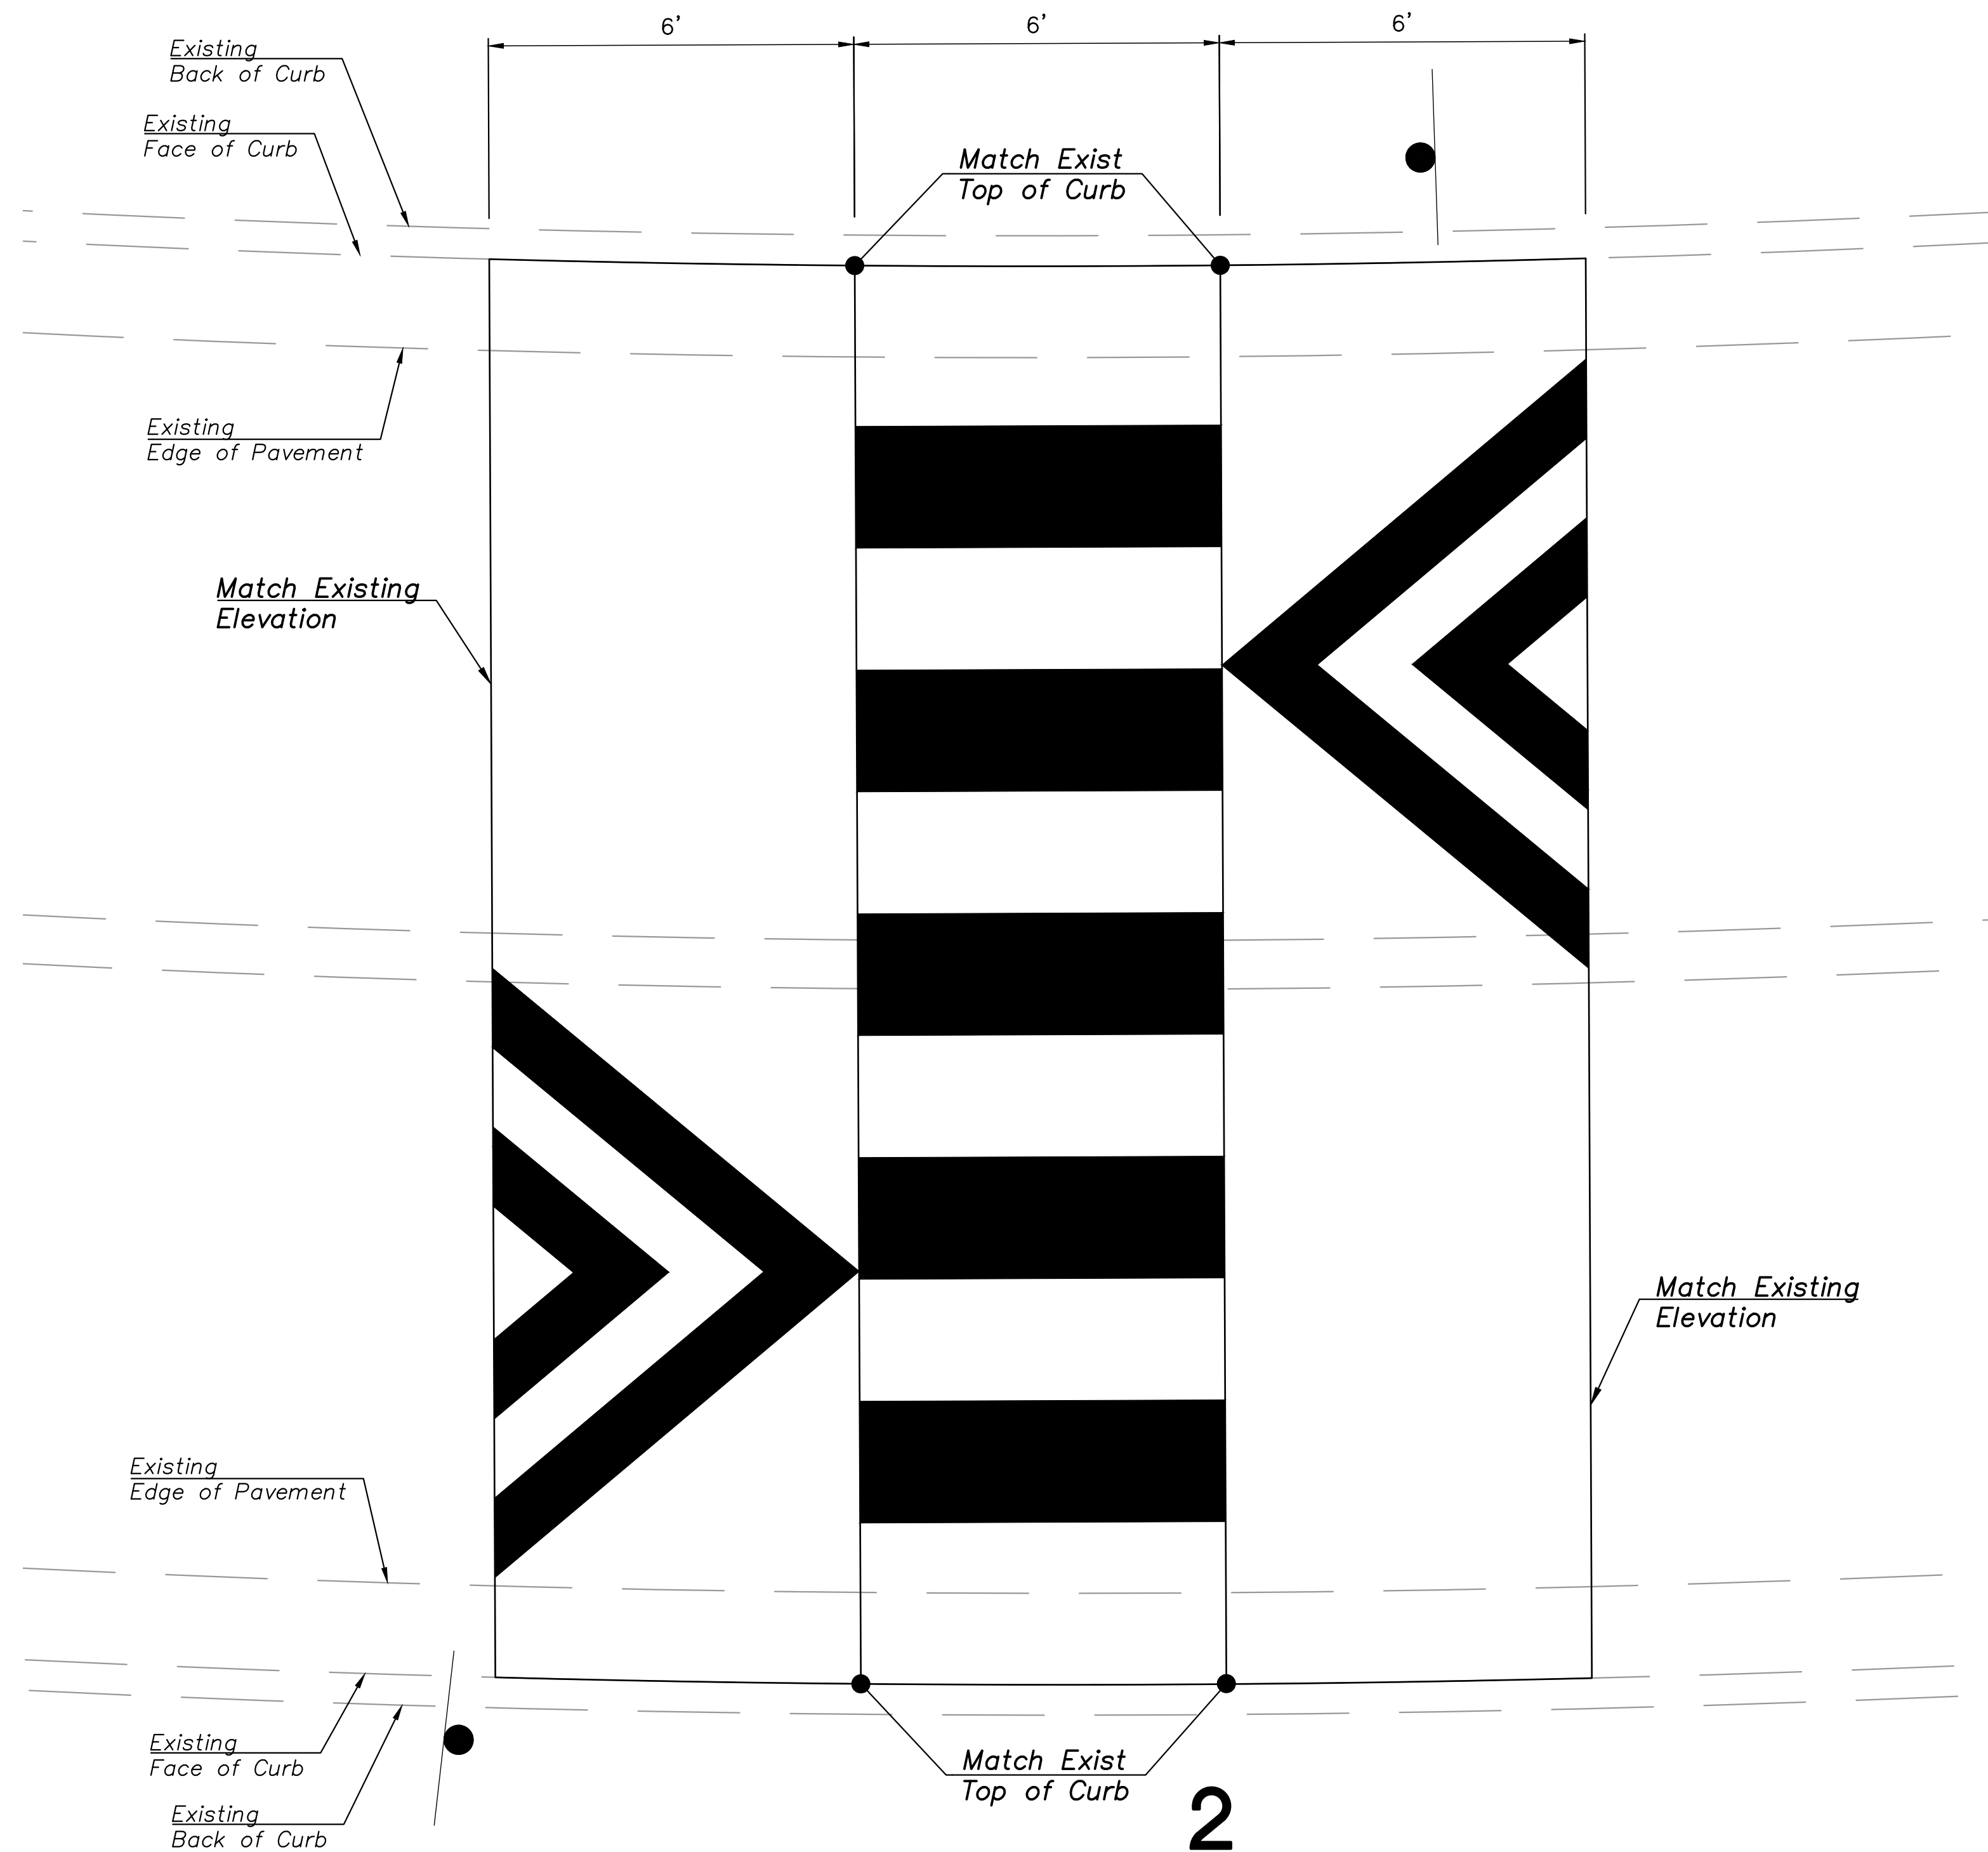 6'
6'
6'
Existing
Back of Curb
Existing
Face of Curb
Match Exist
Top of Curb
Existing
Edge of Pavement
Match Existing
Elevation
Match Existing
Elevation
Existing
Edge of Pavement
Existing
Face of Curb
Match Exist
Top of Curb
Existing
Back of Curb
2